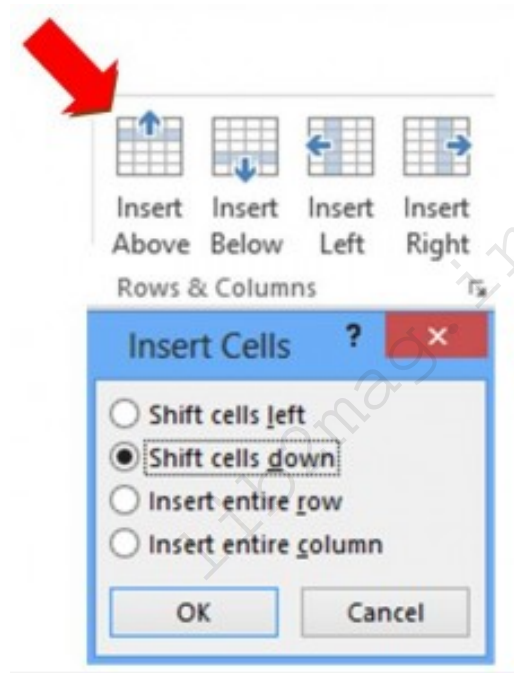 Insert Insert Insert Insert
Above Below Left Right
Rows & Columns
Insert Cells ?
Shift cells left
Shift cells down
Insert entire row
Insert entire column
OK Cancel